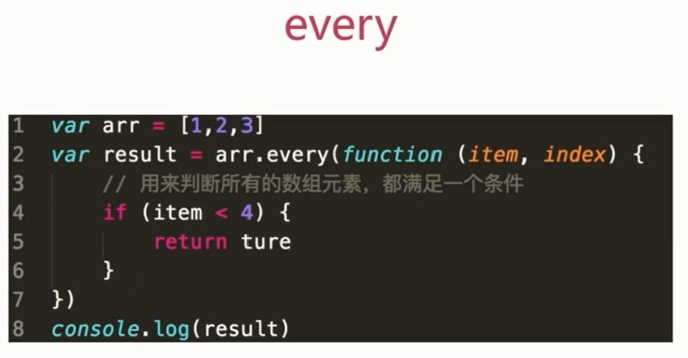 every
1 var arr = [1,2,3]
2 var result = arr.every(function (item, index) {
3 // 用来判断所有的数组元素，都满足一个条件
4 if (item < 4) {
5 return ture
6 }
7 })
8 console.log(result)